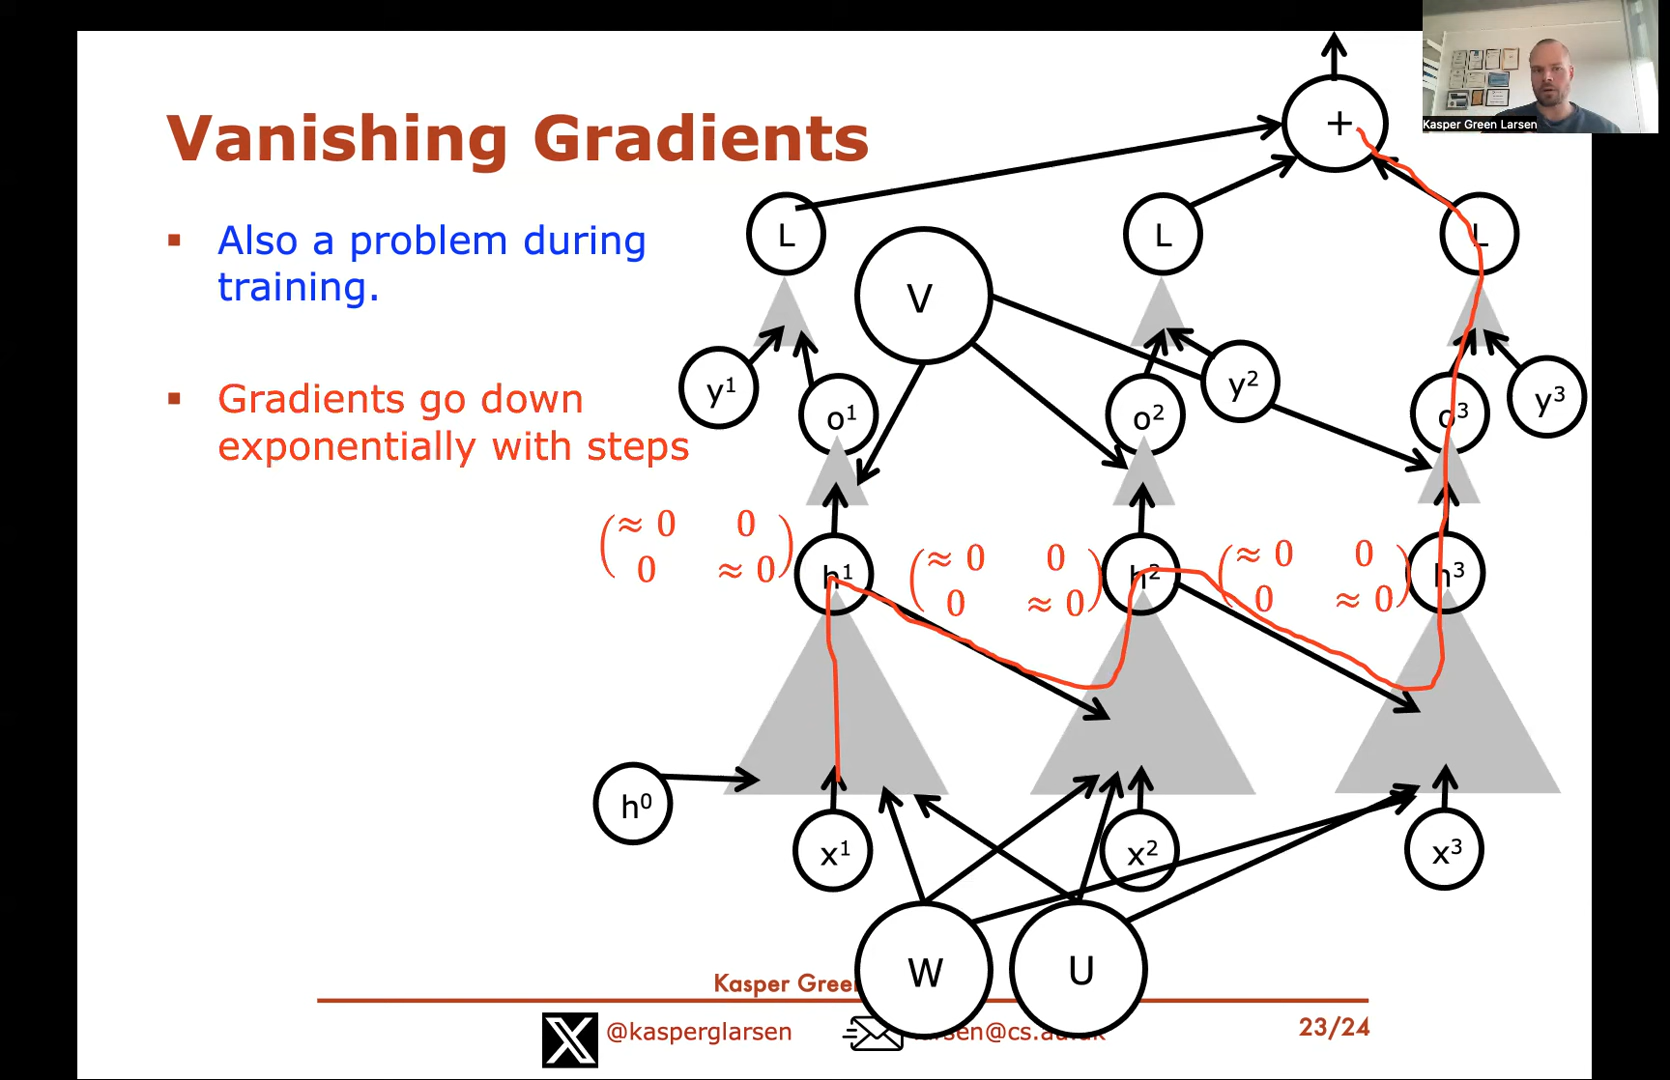 Vanishing Gradients
Also a problem during
training.
Gradients go down
exponentially with steps
+
L
L
L
V
y¹
o¹
o²
y²
o³
y³
(≈ 0 0
0 ≈ 0)
h¹
(≈ 0 0
0 ≈ 0)
h²
(≈ 0 0
0 ≈ 0)
h³
h⁰
x¹
x²
x³
W
U
Kasper Green
@kasperglarsen
23/24
Kasper Green Larsen